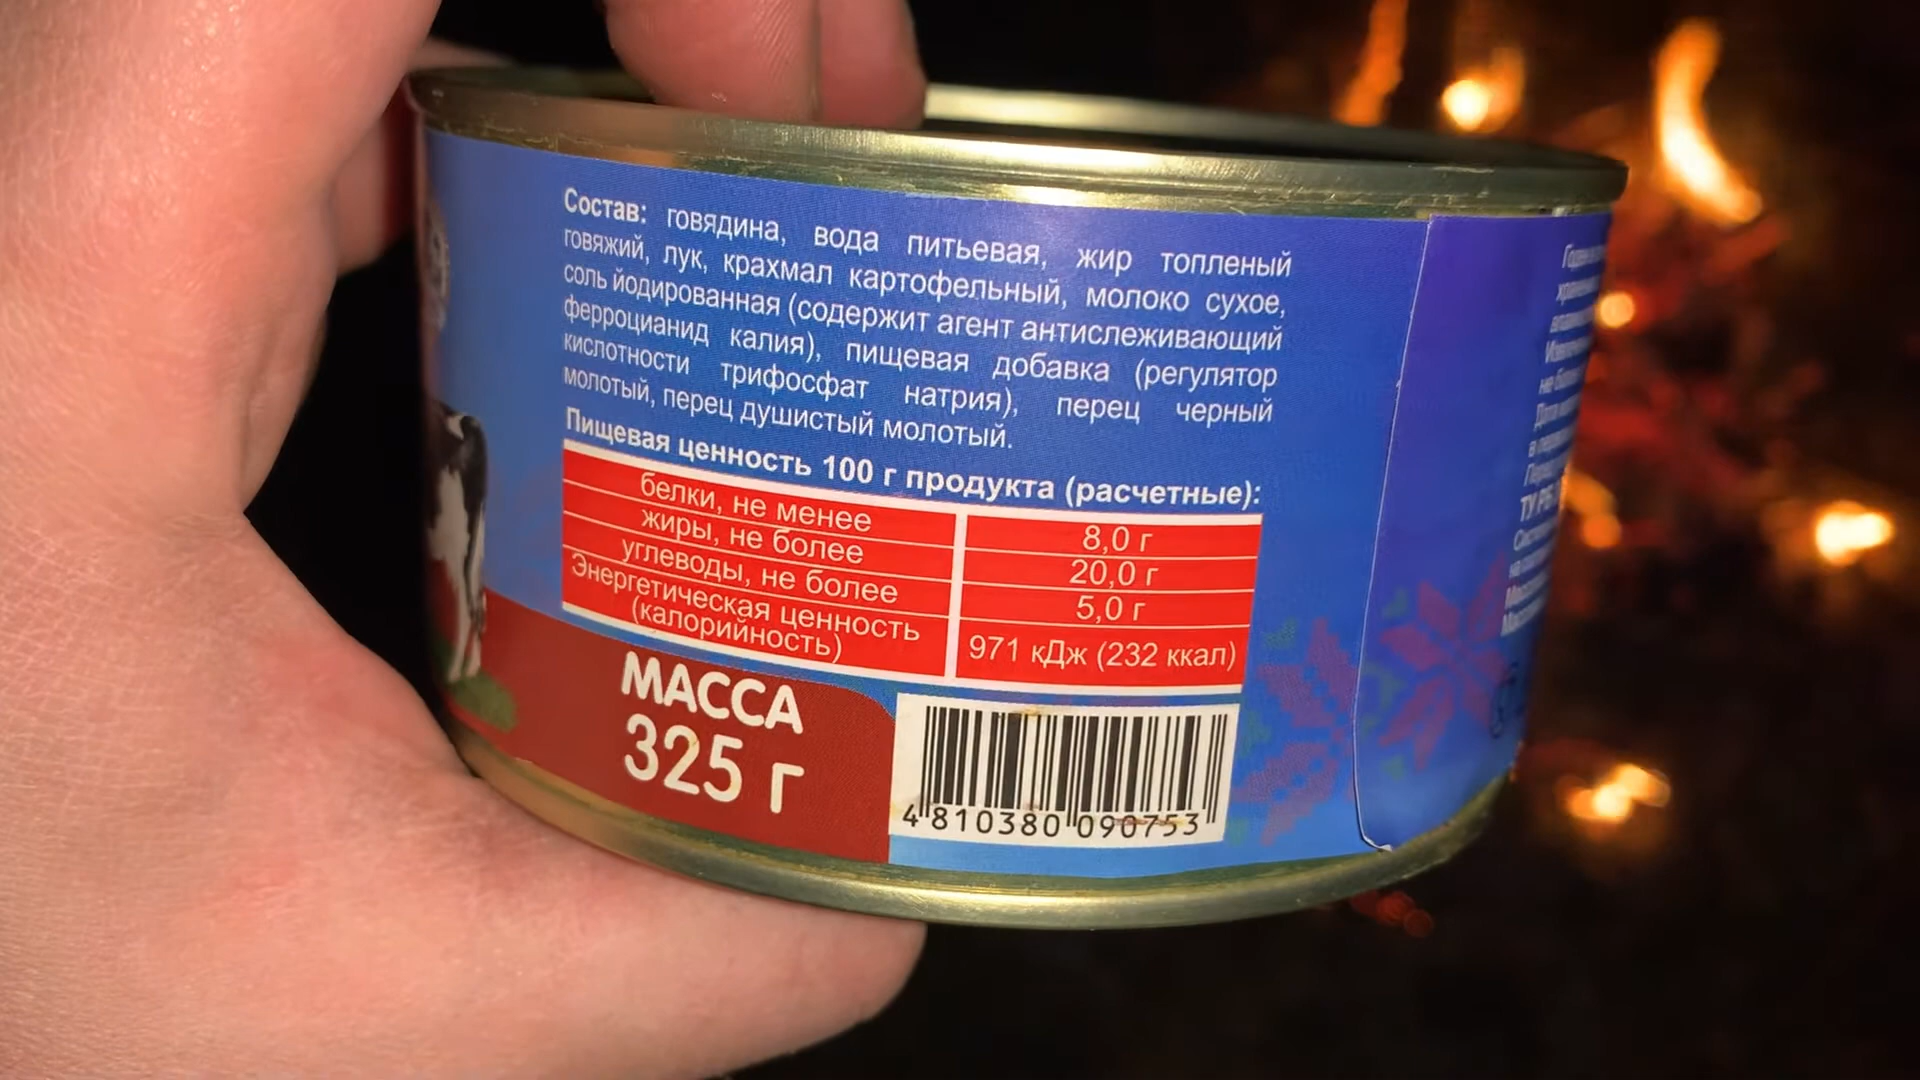 Состав: говядина, вода питьевая, жир топленый
говяжий, лук, крахмал картофельный, молоко сухое,
соль йодированная (содержит агент антислеживающий
ферроцианид калия), пищевая добавка (регулятор
кислотности трифосфат натрия), перец черный
молотый, перец душистый молотый.
Пищевая ценность 100 г продукта (расчетные):
белки, не менее 8,0 г
жиры, не более 20,0 г
углеводы, не более 5,0 г
Энергетическая ценность
(калорийность) 971 кДж (232 ккал)
МАССА
325 г
4 810380 090753
ТУ РБ